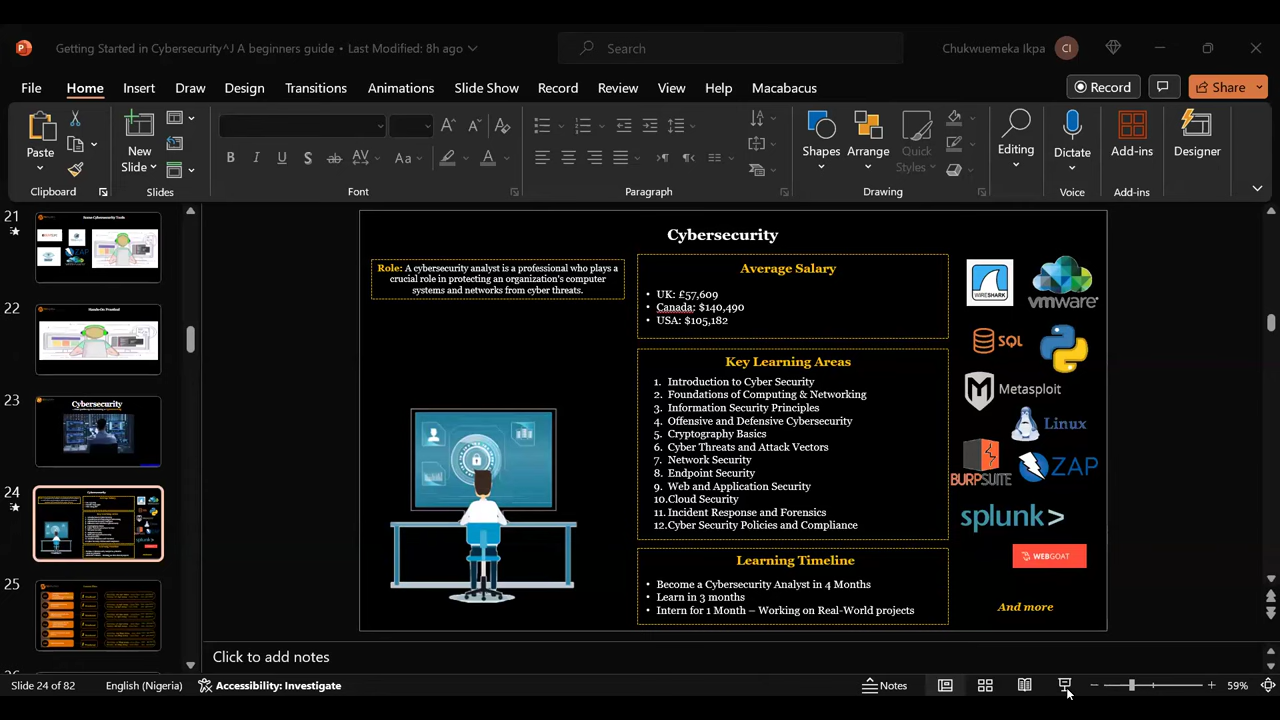 Getting Started in Cybersecurity^J A beginners guide • Last Modified: 8h ago
Search
Chukwuemeka Ikpa
CI
File
Home
Insert
Draw
Design
Transitions
Animations
Slide Show
Record
Review
View
Help
Macabacus
Record
Share
Paste
New
Slide
Shapes
Arrange
Quick
Styles
Editing
Dictate
Add-ins
Designer
Clipboard
Slides
Font
Paragraph
Drawing
Voice
Add-ins
21
Some Cybersecurity Tools
ZAP
22
Hands-On Practical
23
Cybersecurity
24
25
Cybersecurity
Role: A cybersecurity analyst is a professional who plays a
crucial role in protecting an organization's computer
systems and networks from cyber threats.
Average Salary
• UK: £57,609
• Canada: $140,490
• USA: $105,182
Key Learning Areas
1. Introduction to Cyber Security
2. Foundations of Computing & Networking
3. Information Security Principles
4. Offensive and Defensive Cybersecurity
5. Cryptography Basics
6. Cyber Threats and Attack Vectors
7. Network Security
8. Endpoint Security
9. Web and Application Security
10.Cloud Security
11. Incident Response and Forensics
12.Cyber Security Policies and Compliance
Learning Timeline
• Become a Cybersecurity Analyst in 4 Months
• Learn in 3 months
• Intern for 1 Month – Working on Real-World projects
WIRESHARK
vmware
SQL
Metasploit
Linux
BURPSUITE
ZAP
splunk>
WEBGOAT
And more
Click to add notes
Slide 24 of 82
English (Nigeria)
Accessibility: Investigate
Notes
59%